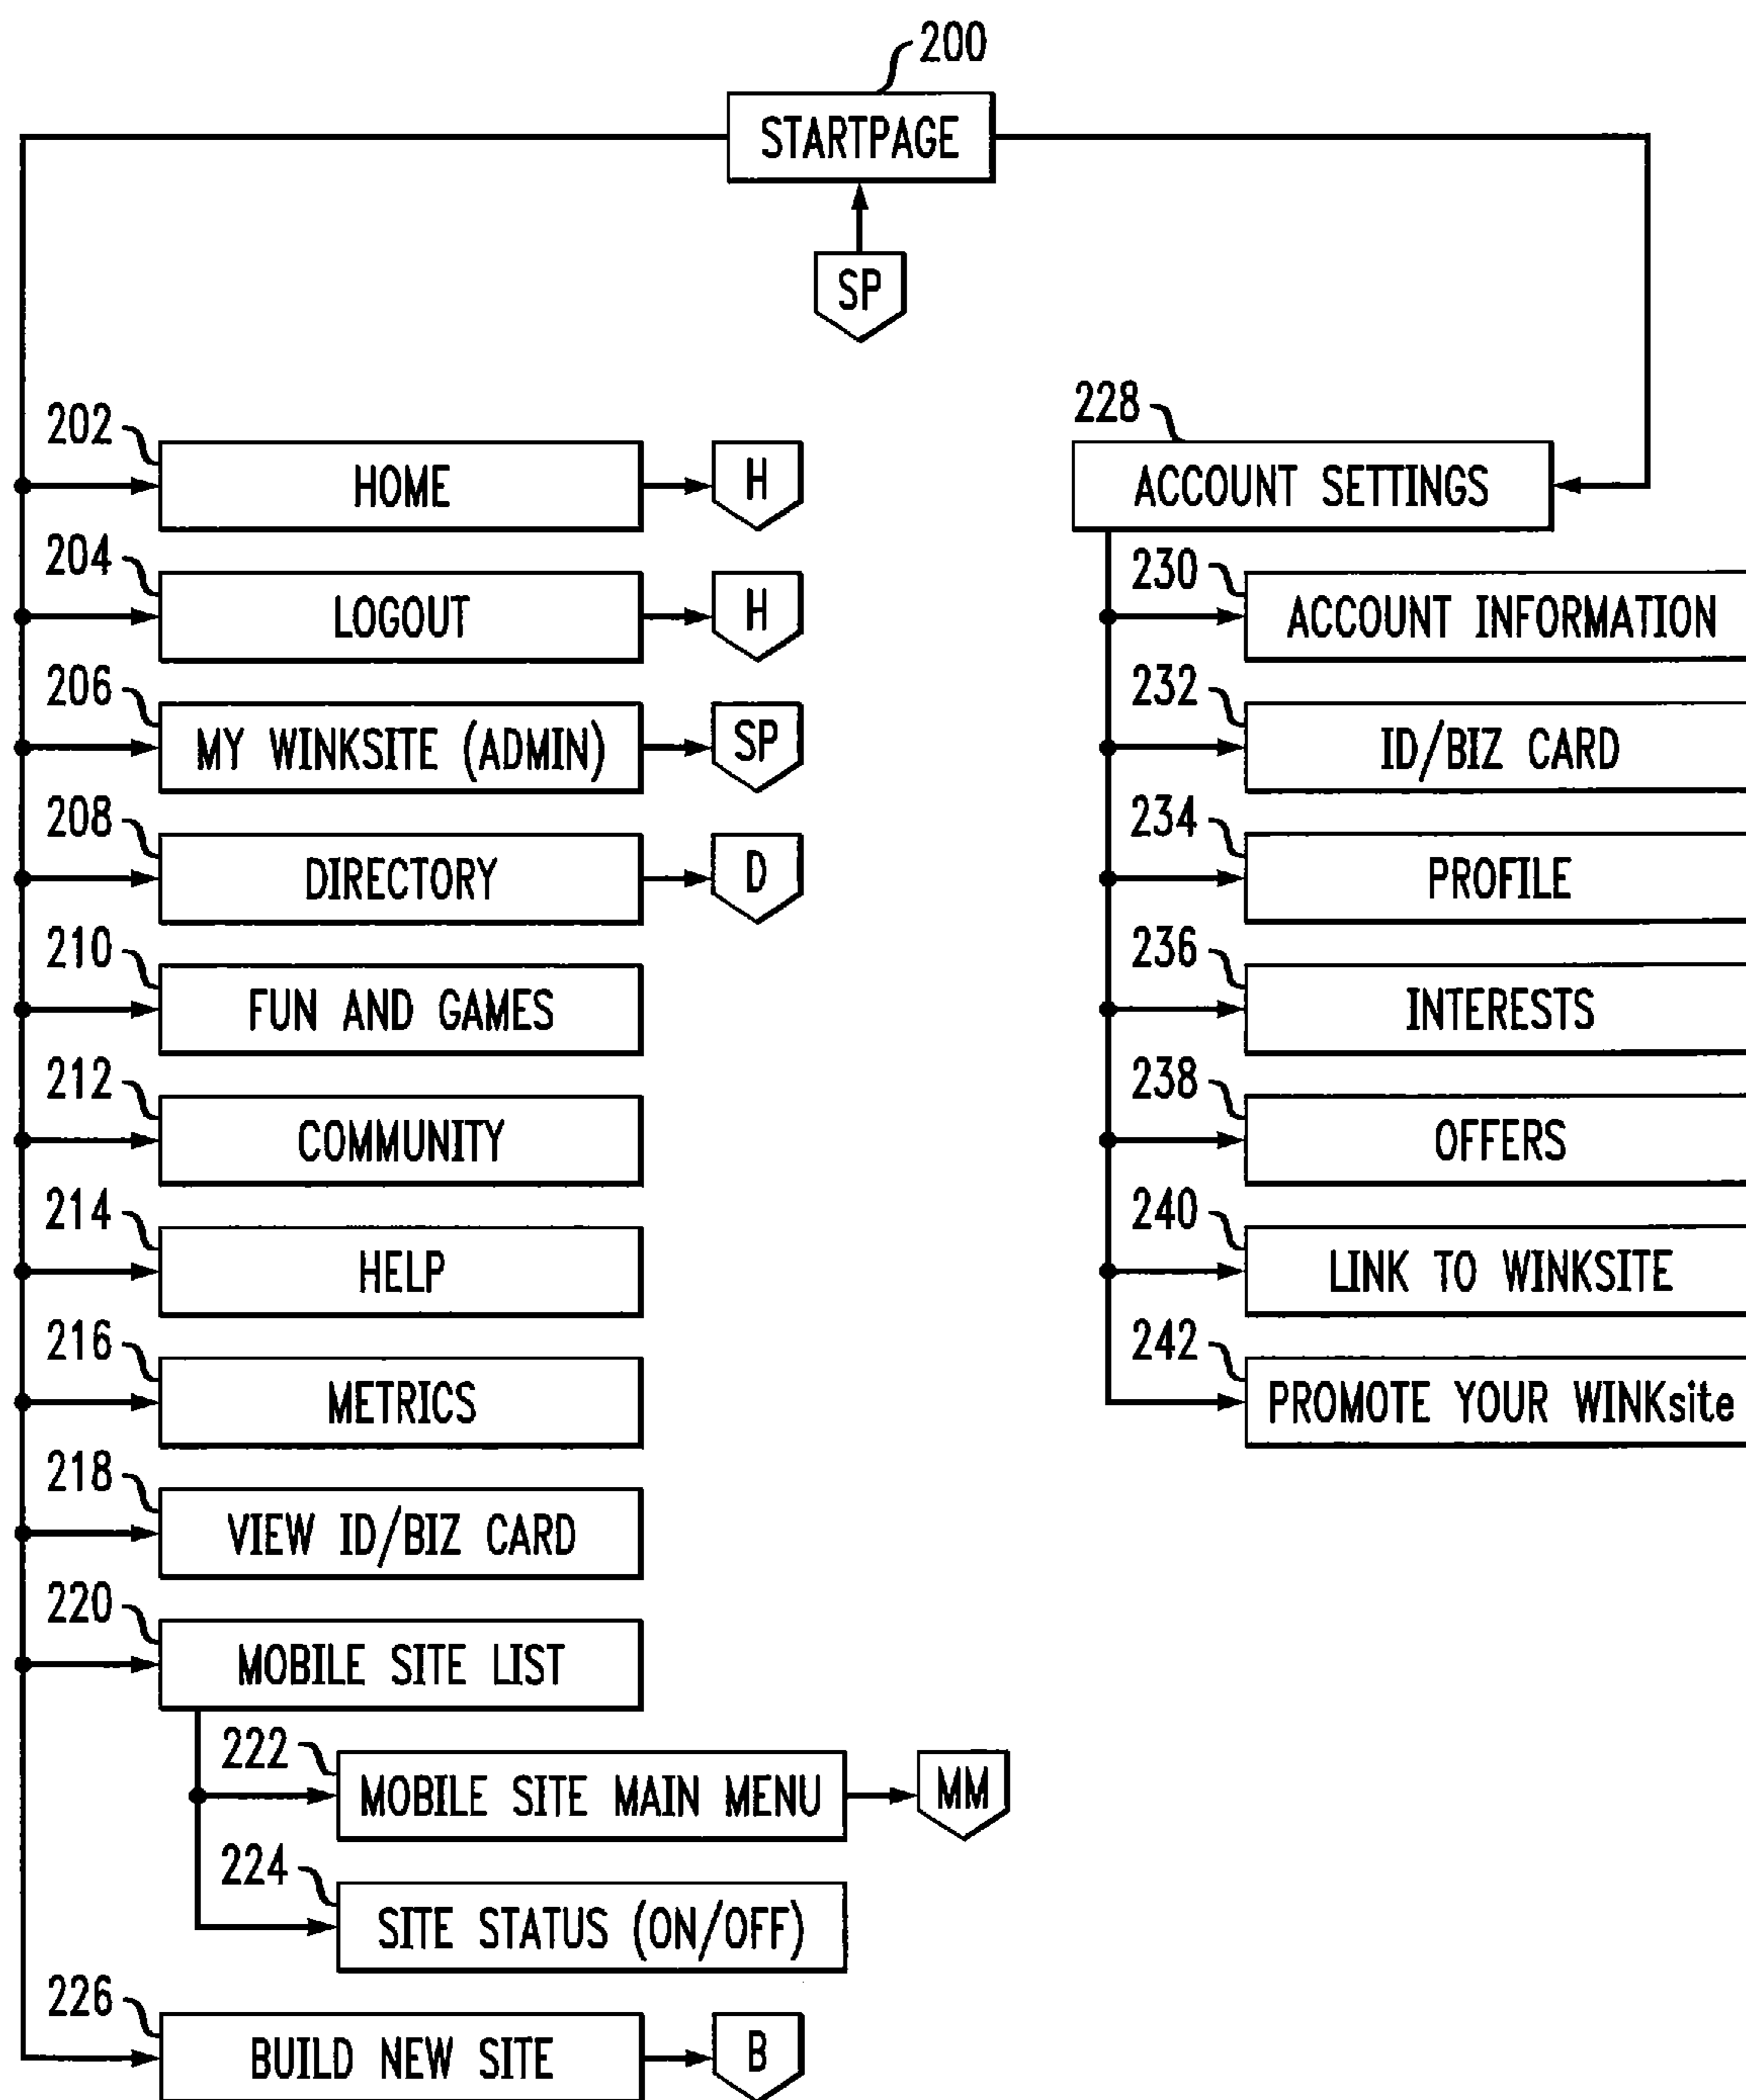 200
STARTPAGE
SP
202
HOME
H
204
LOGOUT
H
206
MY WINKSITE (ADMIN)
SP
208
DIRECTORY
D
210
FUN AND GAMES
212
COMMUNITY
214
HELP
216
METRICS
218
VIEW ID/BIZ CARD
220
MOBILE SITE LIST
222
MOBILE SITE MAIN MENU
MM
224
SITE STATUS (ON/OFF)
226
BUILD NEW SITE
B
228
ACCOUNT SETTINGS
230
ACCOUNT INFORMATION
232
ID/BIZ CARD
234
PROFILE
236
INTERESTS
238
OFFERS
240
LINK TO WINKSITE
242
PROMOTE YOUR WINKsite